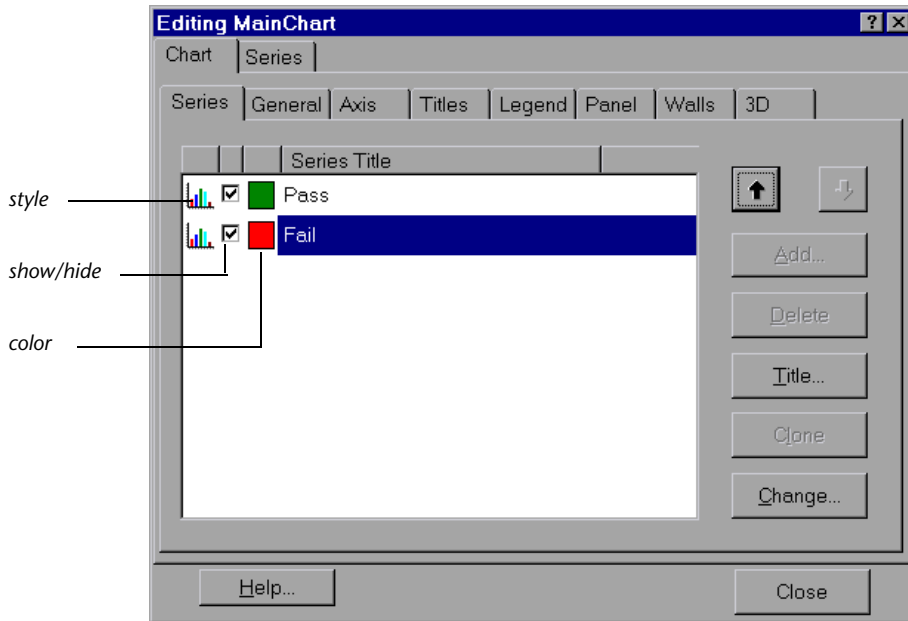 Editing MainChart
Chart Series
Series General Axis Titles Legend Panel Walls 3D
Series Title
style
Pass
Fail
show/hide
color
Add...
Delete
Title...
Clone
Change...
Help...
Close